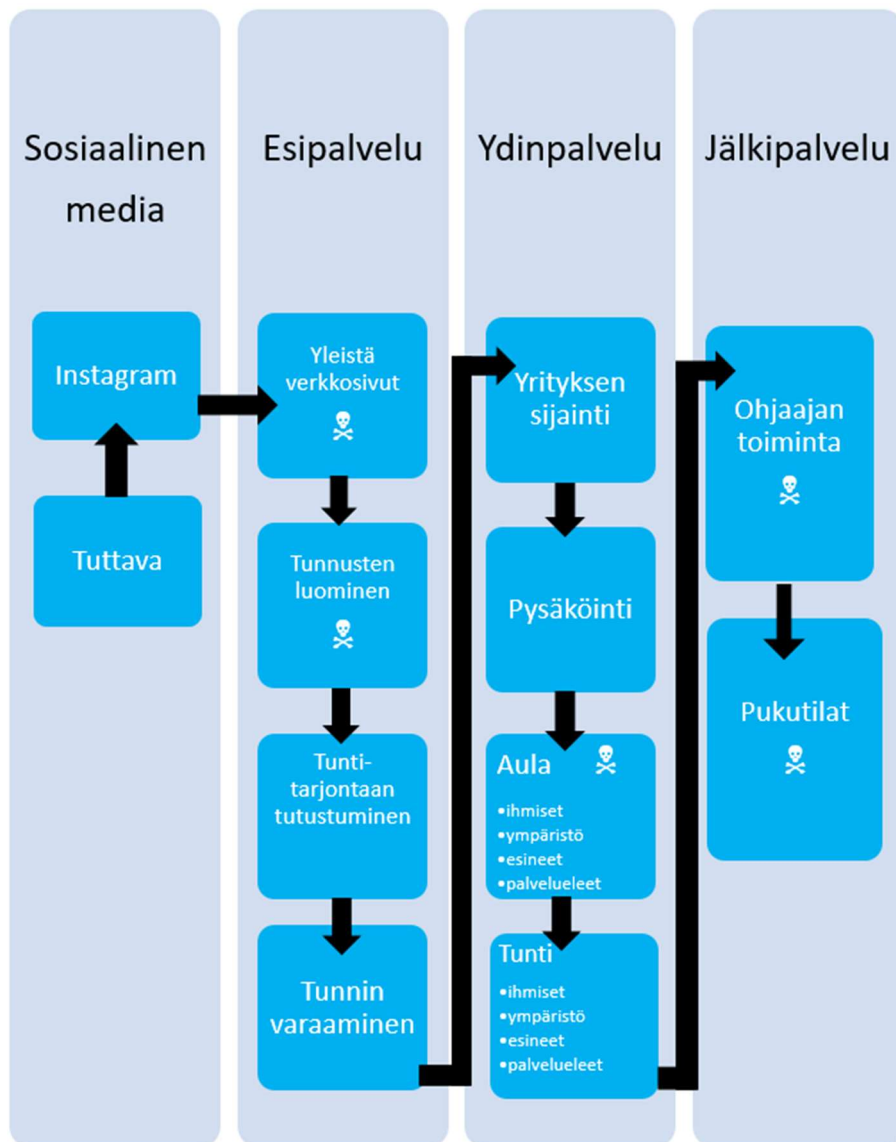 Sosiaalinen
media
Tuttava
Instagram
Esipalvelu
Yleistä
verkkosivut
Tunnusten
luominen
Tunti-
tarjontaan
tutustuminen
Tunnin
varaaminen
Ydinpalvelu
Yrityksen
sijainti
Pysäköinti
Aula
•ihmiset
•ympäristö
•esineet
•palvelueleet
Tunti
•ihmiset
•ympäristö
•esineet
•palvelueleet
Jälkipalvelu
Ohjaajan
toiminta
Pukutilat